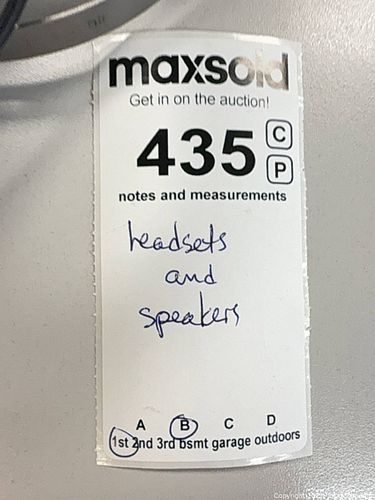 maxsold
Get in on the auction!
435 C
P
notes and measurements
headsets
and
speakers
A B C D
1st 2nd 3rd bsmt garage outdoors